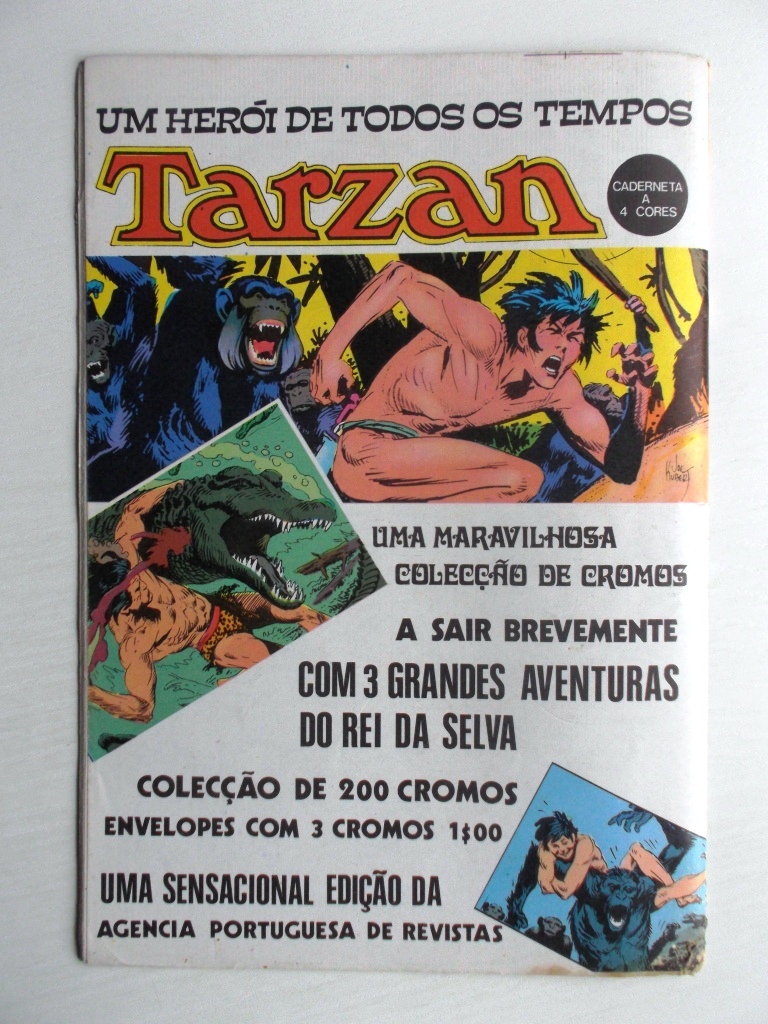 UM HERÓI DE TODOS OS TEMPOS
Tarzan
CADERNETA
A
4 CORES
JOE
KUBERT
UMA MARAVILHOSA
COLECÇÃO DE CROMOS
A SAIR BREVEMENTE
COM 3 GRANDES AVENTURAS
DO REI DA SELVA
COLECÇÃO DE 200 CROMOS
ENVELOPES COM 3 CROMOS 1$00
UMA SENSACIONAL EDIÇÃO DA
AGENCIA PORTUGUESA DE REVISTAS